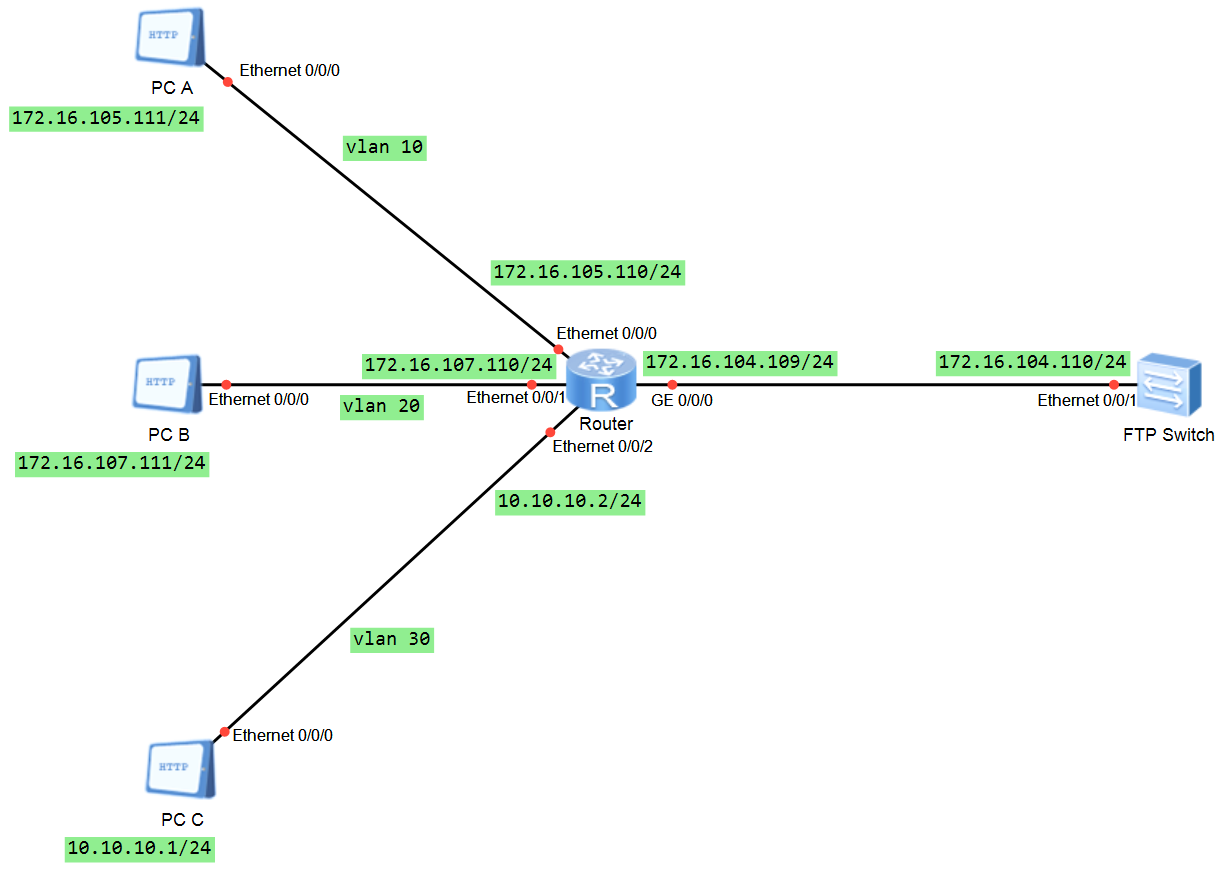 HTTP
Ethernet 0/0/0
PC A
172.16.105.111/24
vlan 10
172.16.105.110/24
Ethernet 0/0/0
172.16.107.110/24
172.16.104.109/24
172.16.104.110/24
HTTP
Ethernet 0/0/0
vlan 20
Ethernet 0/0/1
R
GE 0/0/0
Ethernet 0/0/1
PC B
Router
FTP Switch
Ethernet 0/0/2
172.16.107.111/24
10.10.10.2/24
vlan 30
Ethernet 0/0/0
HTTP
PC C
10.10.10.1/24